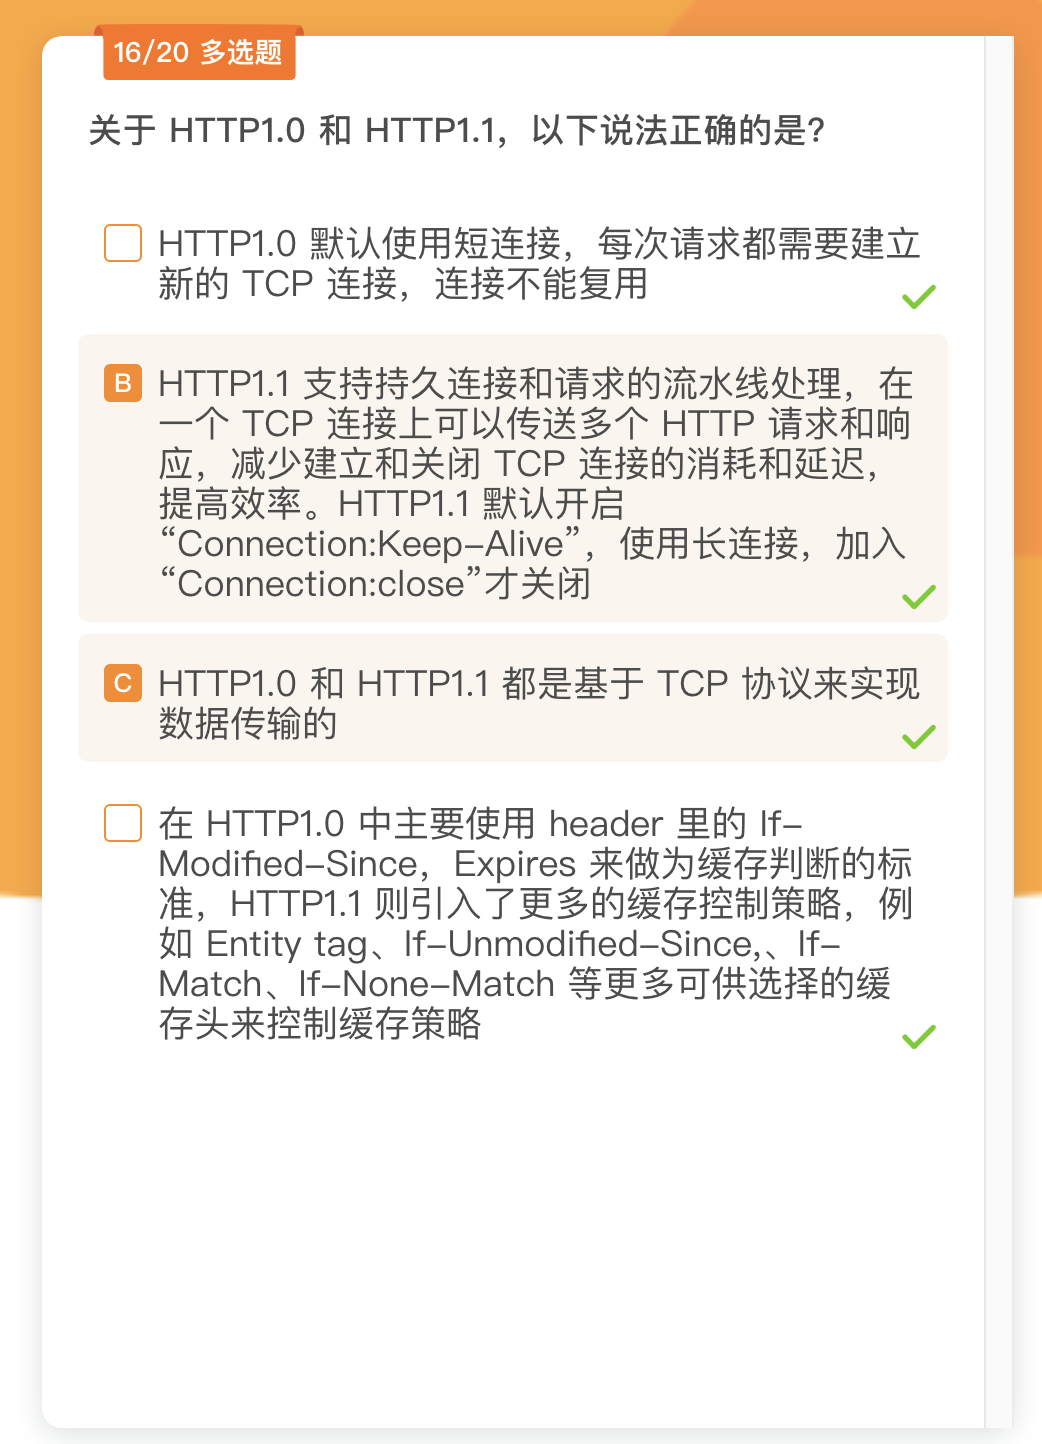 16/20 多选题
关于 HTTP1.0 和 HTTP1.1，以下说法正确的是？
HTTP1.0 默认使用短连接，每次请求都需要建立
新的 TCP 连接，连接不能复用
B HTTP1.1 支持持久连接和请求的流水线处理，在
一个 TCP 连接上可以传送多个 HTTP 请求和响
应，减少建立和关闭 TCP 连接的消耗和延迟，
提高效率。HTTP1.1 默认开启
“Connection:Keep-Alive”，使用长连接，加入
“Connection:close”才关闭
C HTTP1.0 和 HTTP1.1 都是基于 TCP 协议来实现
数据传输的
在 HTTP1.0 中主要使用 header 里的 If-
Modified-Since，Expires 来做为缓存判断的标
准，HTTP1.1 则引入了更多的缓存控制策略，例
如 Entity tag、If-Unmodified-Since,、If-
Match、If-None-Match 等更多可供选择的缓
存头来控制缓存策略